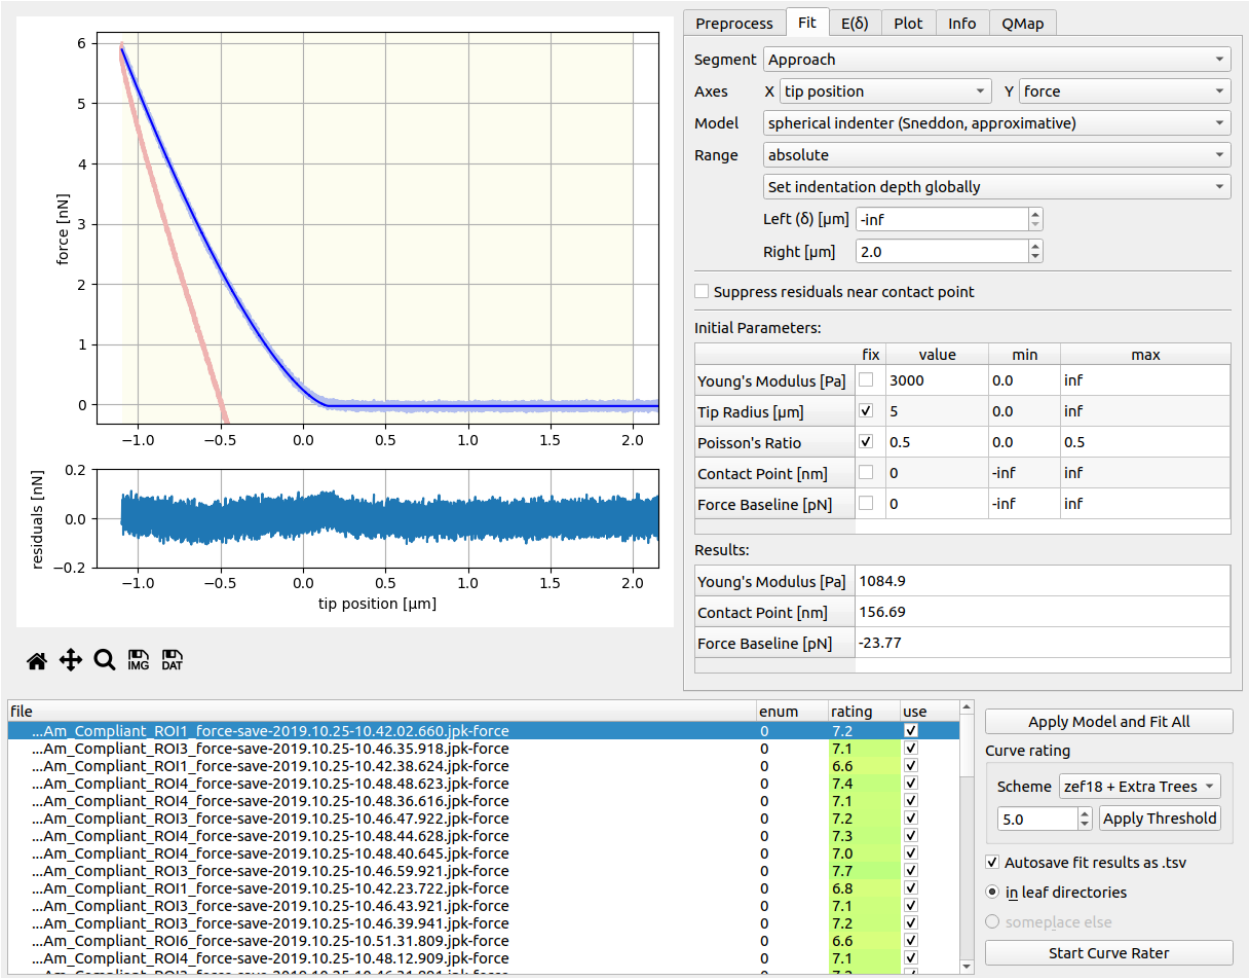 Preprocess Fit E(δ) Plot Info QMap
Segment Approach
Axes X tip position Y force
Model spherical indenter (Sneddon, approximative)
Range absolute
Set indentation depth globally
Left (δ) [μm] -inf
Right [μm] 2.0
Suppress residuals near contact point
Initial Parameters:
fix value min max
Young's Modulus [Pa] 3000 0.0 inf
Tip Radius [μm] 5 0.0 inf
Poisson's Ratio 0.5 0.0 0.5
Contact Point [nm] 0 -inf inf
Force Baseline [pN] 0 -inf inf
Results:
Young's Modulus [Pa] 1084.9
Contact Point [nm] 156.69
Force Baseline [pN] -23.77
force [nN]
6
5
4
3
2
1
0
−1.0 −0.5 0.0 0.5 1.0 1.5 2.0
residuals [nN]
0.2
0.0
−0.2
−1.0 −0.5 0.0 0.5 1.0 1.5 2.0
tip position [μm]
IMG DAT
file enum rating use
...Am_Compliant_ROI1_force-save-2019.10.25-10.42.02.660.jpk-force 0 7.2
...Am_Compliant_ROI3_force-save-2019.10.25-10.46.35.918.jpk-force 0 7.1
...Am_Compliant_ROI1_force-save-2019.10.25-10.42.38.624.jpk-force 0 6.6
...Am_Compliant_ROI4_force-save-2019.10.25-10.48.48.623.jpk-force 0 7.4
...Am_Compliant_ROI4_force-save-2019.10.25-10.48.36.616.jpk-force 0 7.1
...Am_Compliant_ROI3_force-save-2019.10.25-10.46.47.922.jpk-force 0 7.2
...Am_Compliant_ROI4_force-save-2019.10.25-10.48.44.628.jpk-force 0 7.3
...Am_Compliant_ROI4_force-save-2019.10.25-10.48.40.645.jpk-force 0 7.0
...Am_Compliant_ROI3_force-save-2019.10.25-10.46.59.921.jpk-force 0 7.7
...Am_Compliant_ROI1_force-save-2019.10.25-10.42.23.722.jpk-force 0 6.8
...Am_Compliant_ROI3_force-save-2019.10.25-10.46.43.921.jpk-force 0 7.1
...Am_Compliant_ROI3_force-save-2019.10.25-10.46.39.941.jpk-force 0 7.2
...Am_Compliant_ROI6_force-save-2019.10.25-10.51.31.809.jpk-force 0 6.6
...Am_Compliant_ROI4_force-save-2019.10.25-10.48.12.909.jpk-force 0 7.1
Apply Model and Fit All
Curve rating
Scheme zef18 + Extra Trees
5.0 Apply Threshold
Autosave fit results as .tsv
in leaf directories
someplace else
Start Curve Rater